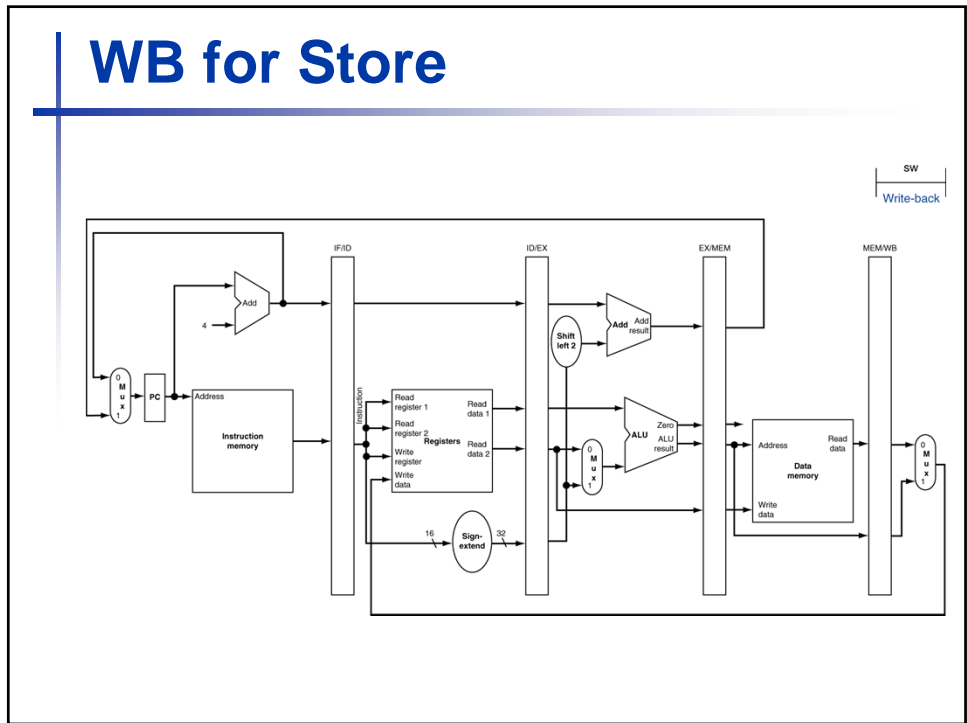 WB for Store
SW
Write-back
IF/ID
ID/EX
EX/MEM
MEM/WB
Add
4
Shift
left 2
Add
Add
result
0
M
u
x
1
PC
Address
Instruction
memory
Instruction
Read
register 1
Read
register 2
Write
register
Write
data
Registers
Read
data 1
Read
data 2
16
Sign-
extend
32
0
M
u
x
1
ALU
Zero
ALU
result
Address
Read
data
Data
memory
Write
data
0
M
u
x
1